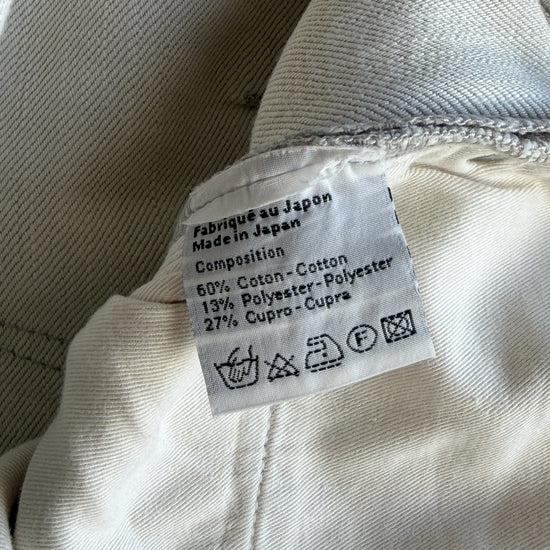 Fabriqué au Japon
Made in Japan
Composition
60% Coton-Cotton
13% Polyester-Polyester
27% Cupro-Cupra
F